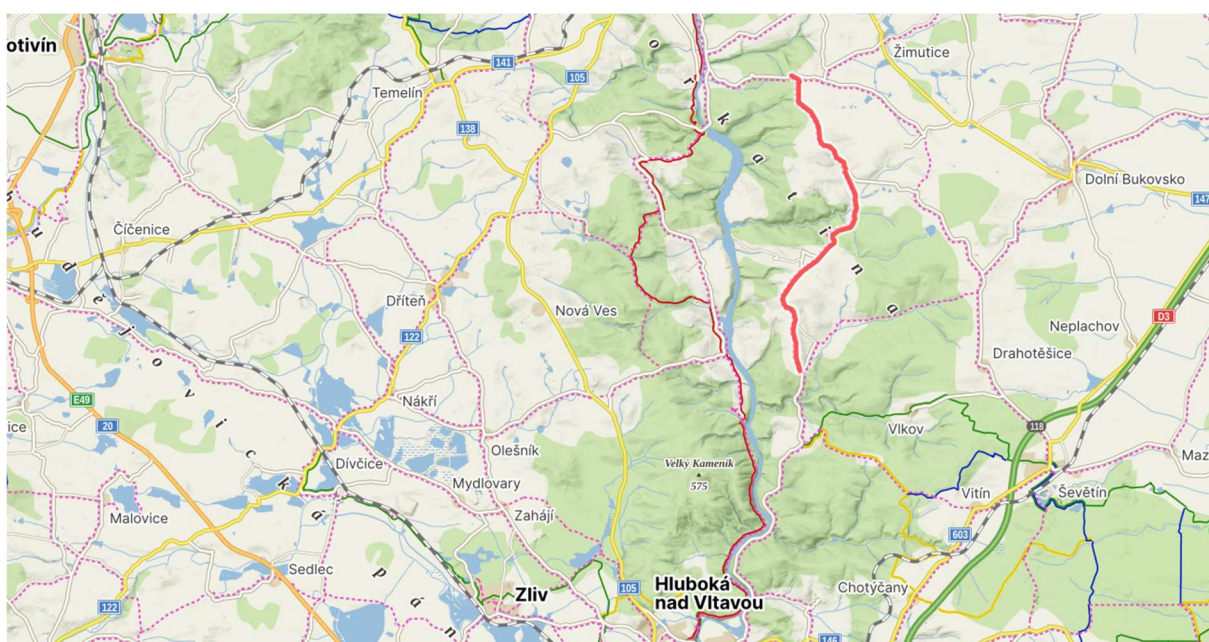 otivín
141
105
Žimutice
Temelín
138
Dolní Bukovsko
147
Číčenice
Dříteň
Nová Ves
122
D3
Neplachov
Drahotěšice
E49
20
Nákří
118
ice
Olešník
Vlkov
Maz
Dívčice
Velký Kameník
575
Mydlovary
Vitín
Ševětín
Malovice
Zahájí
603
Sedlec
Chotýčany
105
122
Zliv
Hluboká
nad Vltavou
146
o r k a t i n a
b u d ě j o v i c k á p á n